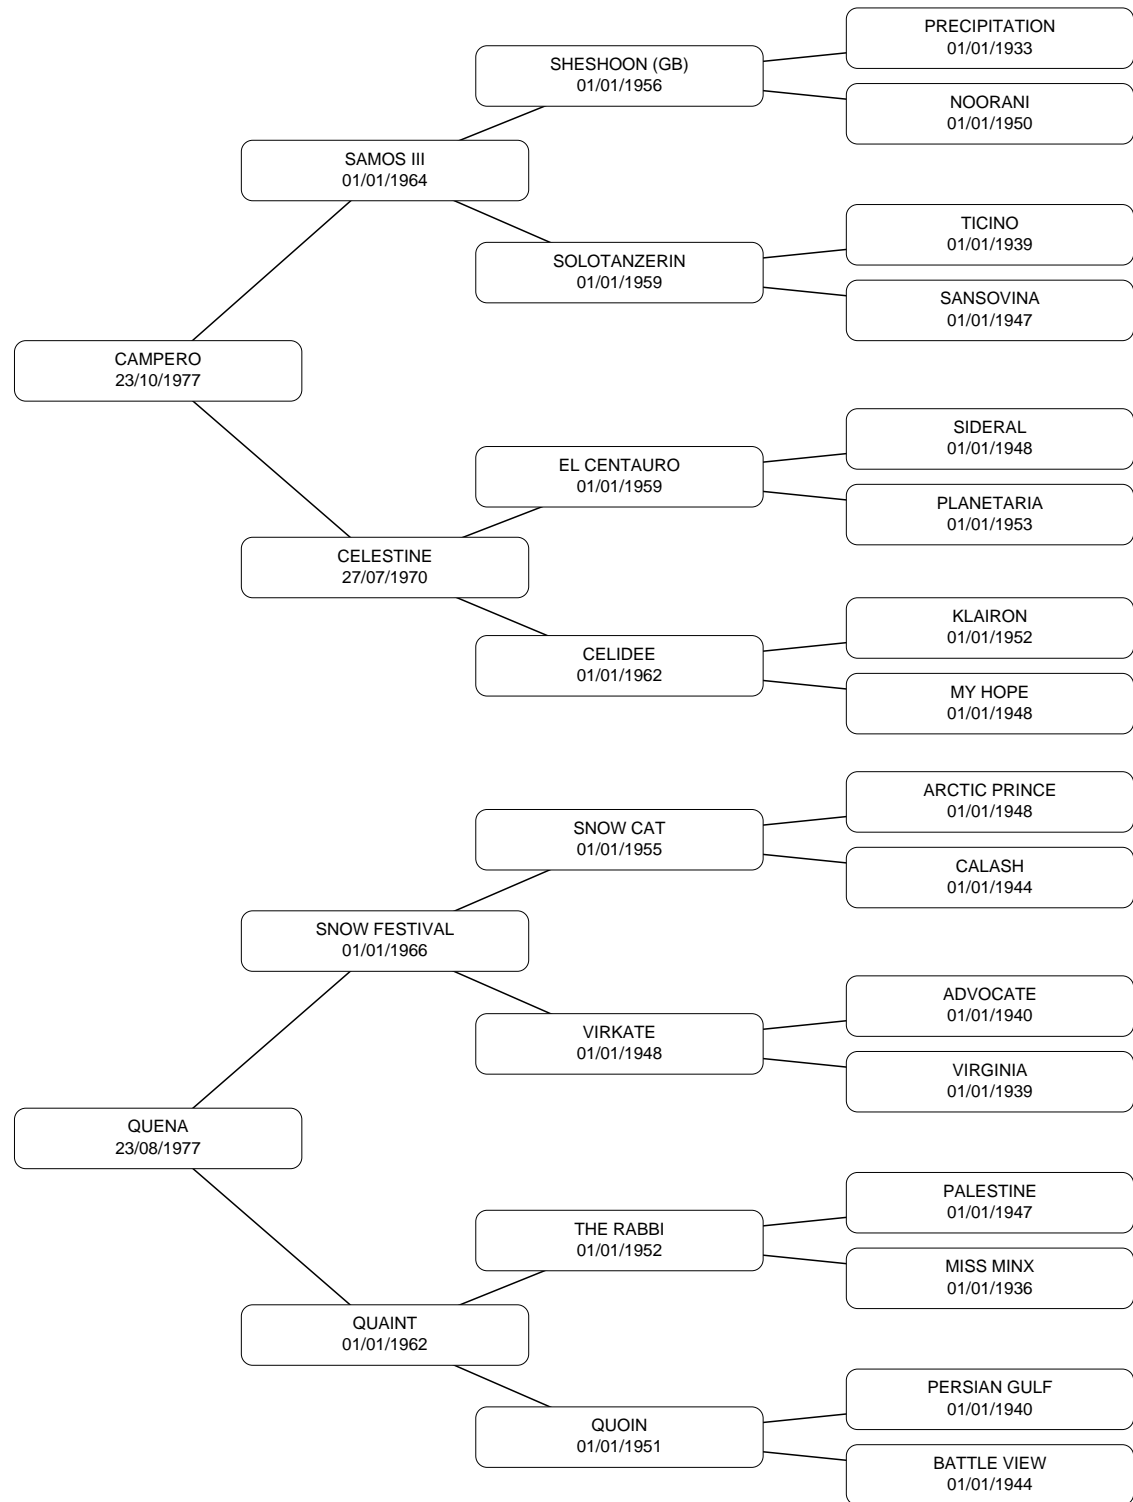 PRECIPITATION
01/01/1933
SHESHOON (GB)
01/01/1956
NOORANI
01/01/1950
SAMOS III
01/01/1964
TICINO
01/01/1939
SOLOTANZERIN
01/01/1959
SANSOVINA
01/01/1947
CAMPERO
23/10/1977
SIDERAL
01/01/1948
EL CENTAURO
01/01/1959
PLANETARIA
01/01/1953
CELESTINE
27/07/1970
KLAIRON
01/01/1952
CELIDEE
01/01/1962
MY HOPE
01/01/1948
ARCTIC PRINCE
01/01/1948
SNOW CAT
01/01/1955
CALASH
01/01/1944
SNOW FESTIVAL
01/01/1966
ADVOCATE
01/01/1940
VIRKATE
01/01/1948
VIRGINIA
01/01/1939
QUENA
23/08/1977
PALESTINE
01/01/1947
THE RABBI
01/01/1952
MISS MINX
01/01/1936
QUAINT
01/01/1962
PERSIAN GULF
01/01/1940
QUOIN
01/01/1951
BATTLE VIEW
01/01/1944